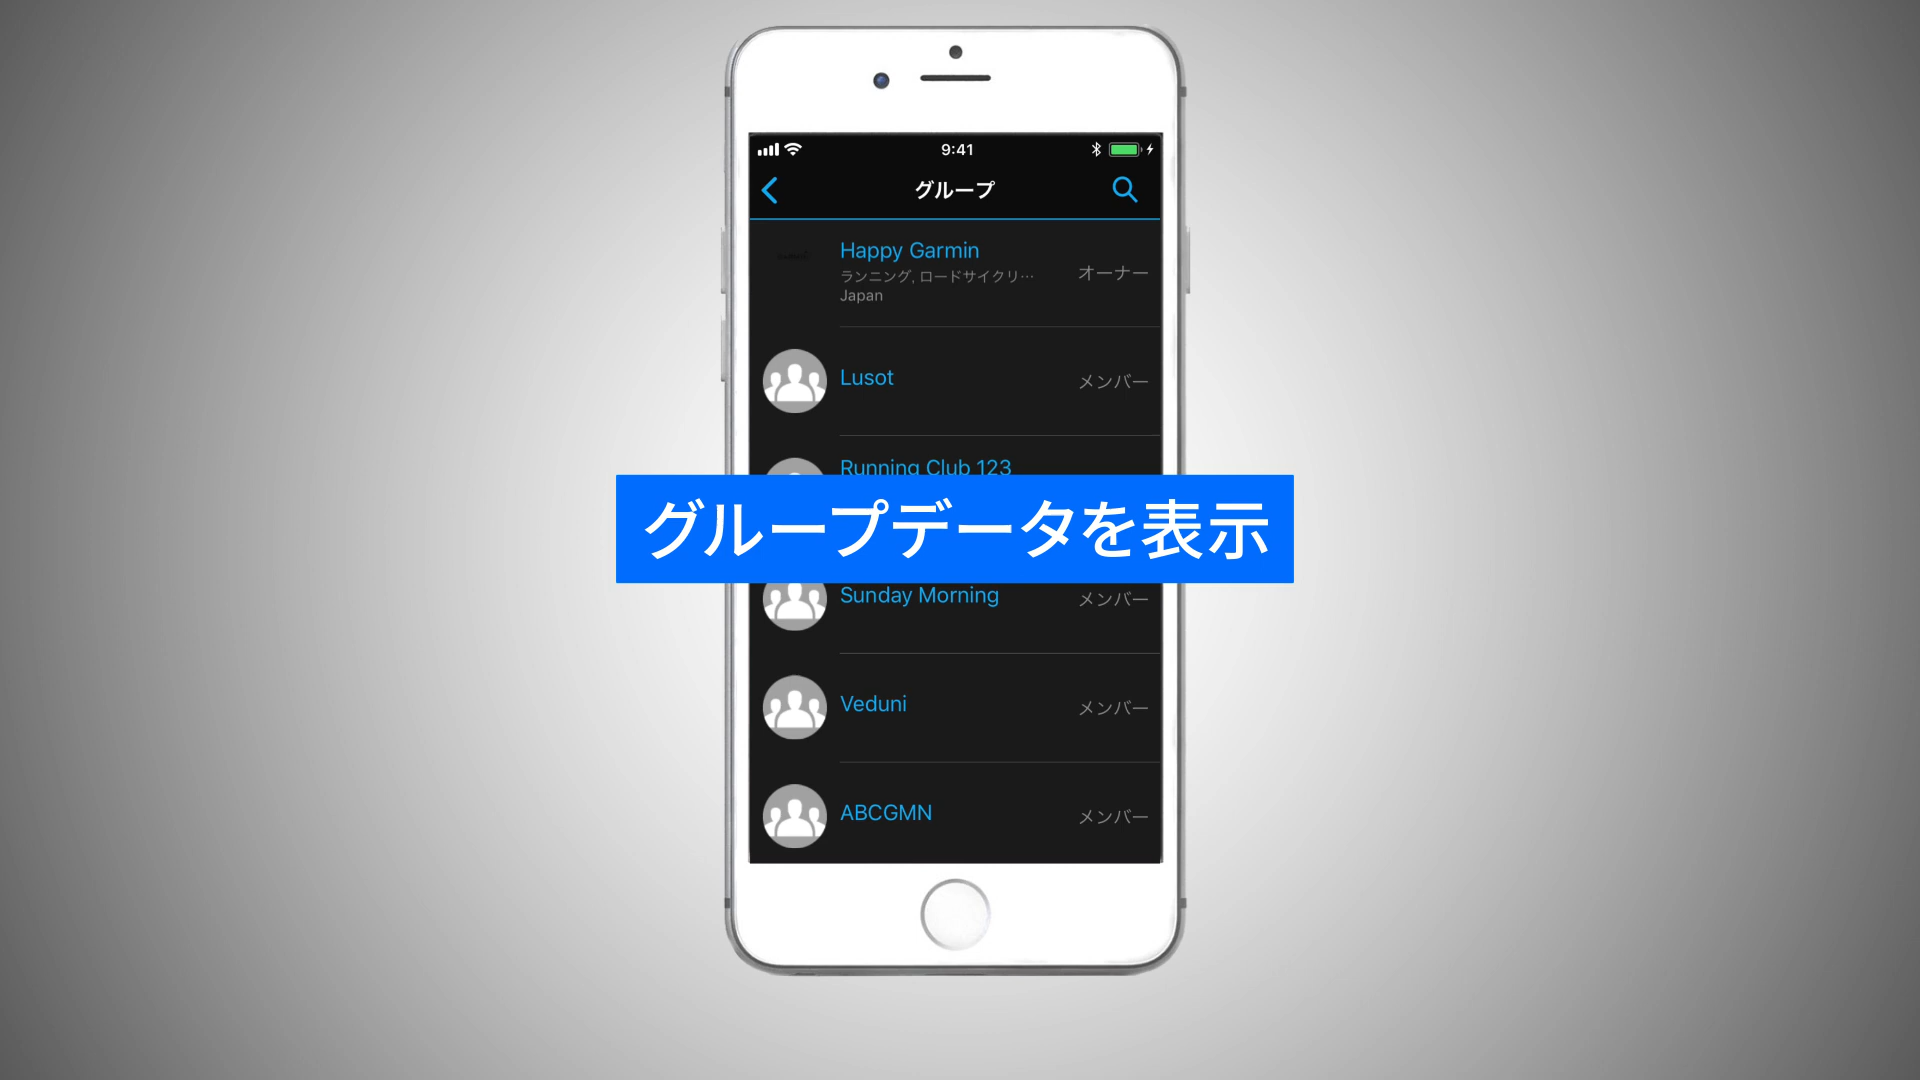 9:41
グループ
Happy Garmin
ランニング, ロードサイクリ…
Japan
オーナー
Lusot
メンバー
Running Club 123
グループデータを表示
Sunday Morning
メンバー
Veduni
メンバー
ABCGMN
メンバー